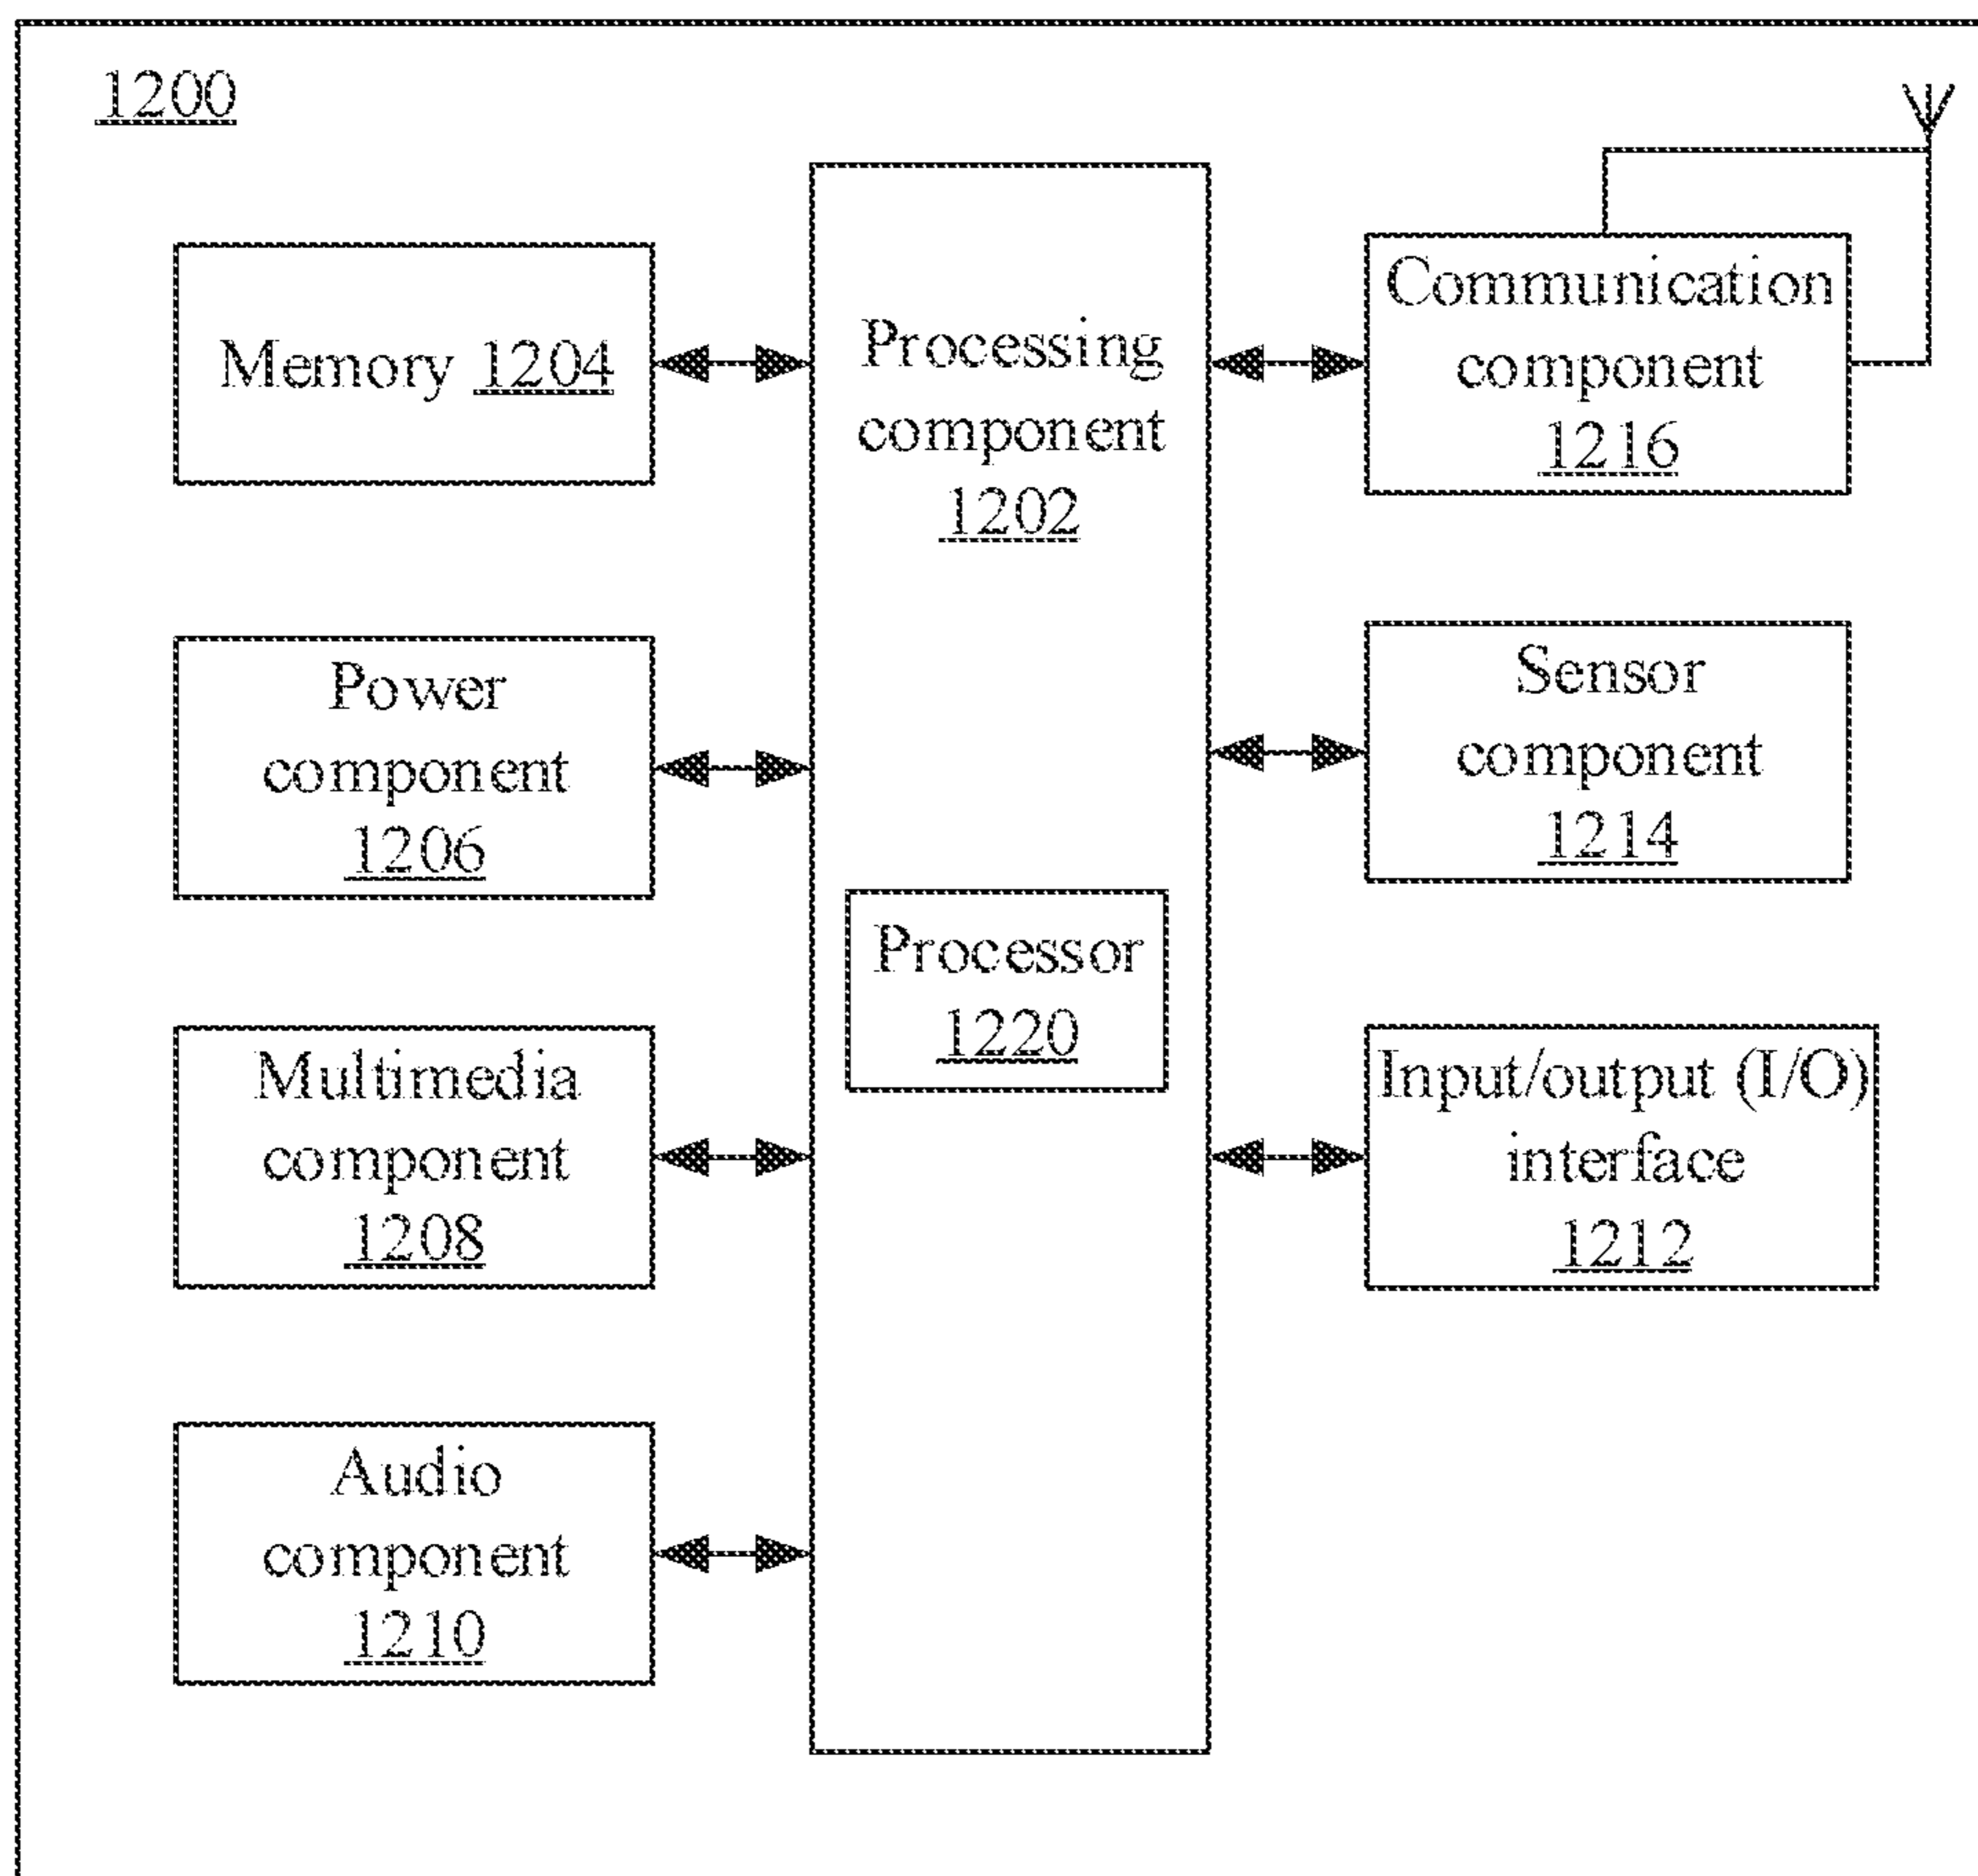 1200
Memory 1204
Power
component
1206
Multimedia
component
1208
Audio
component
1210
Processing
component
1202
Processor
1220
Communication
component
1216
Sensor
component
1214
Input/output (I/O)
interface
1212